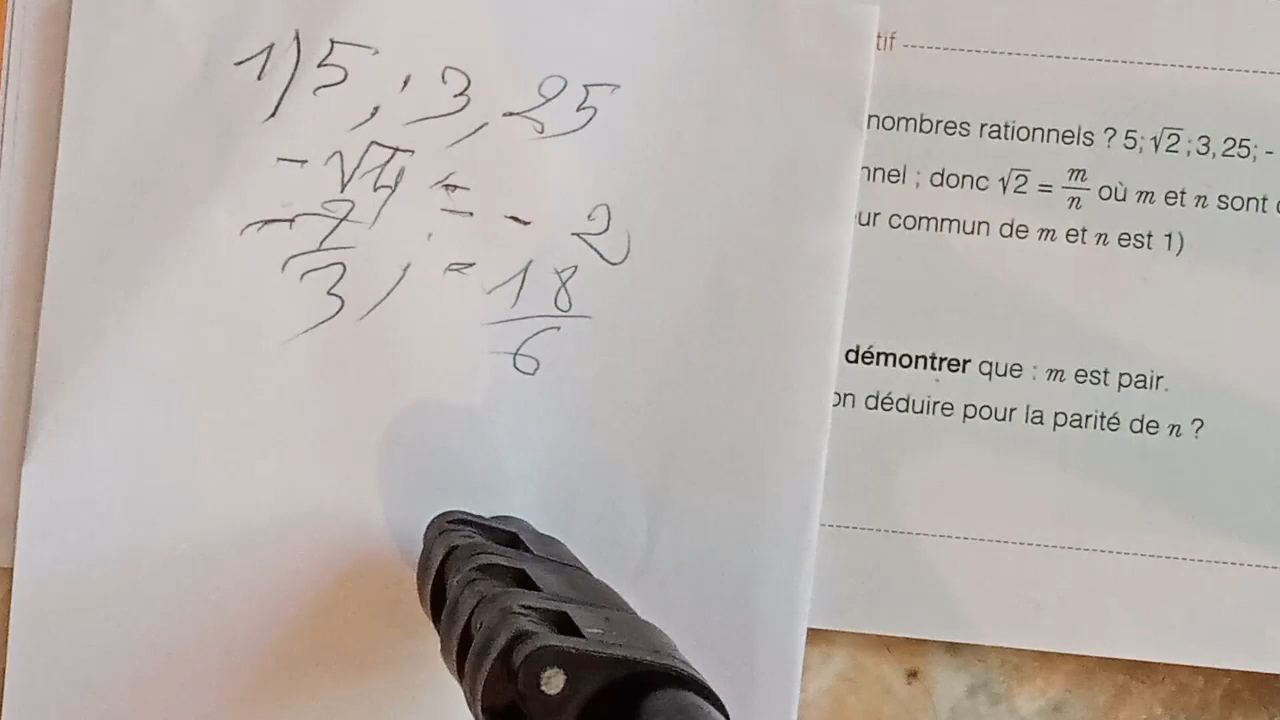 1) 5 ; 3,25
-√4 = -2
-7/3 ; -18/6
tif
nombres rationnels ? 5; √2 ; 3, 25; -
nnel ; donc √2 = m/n où m et n sont
ur commun de m et n est 1)
démontrer que : m est pair.
on déduire pour la parité de n ?